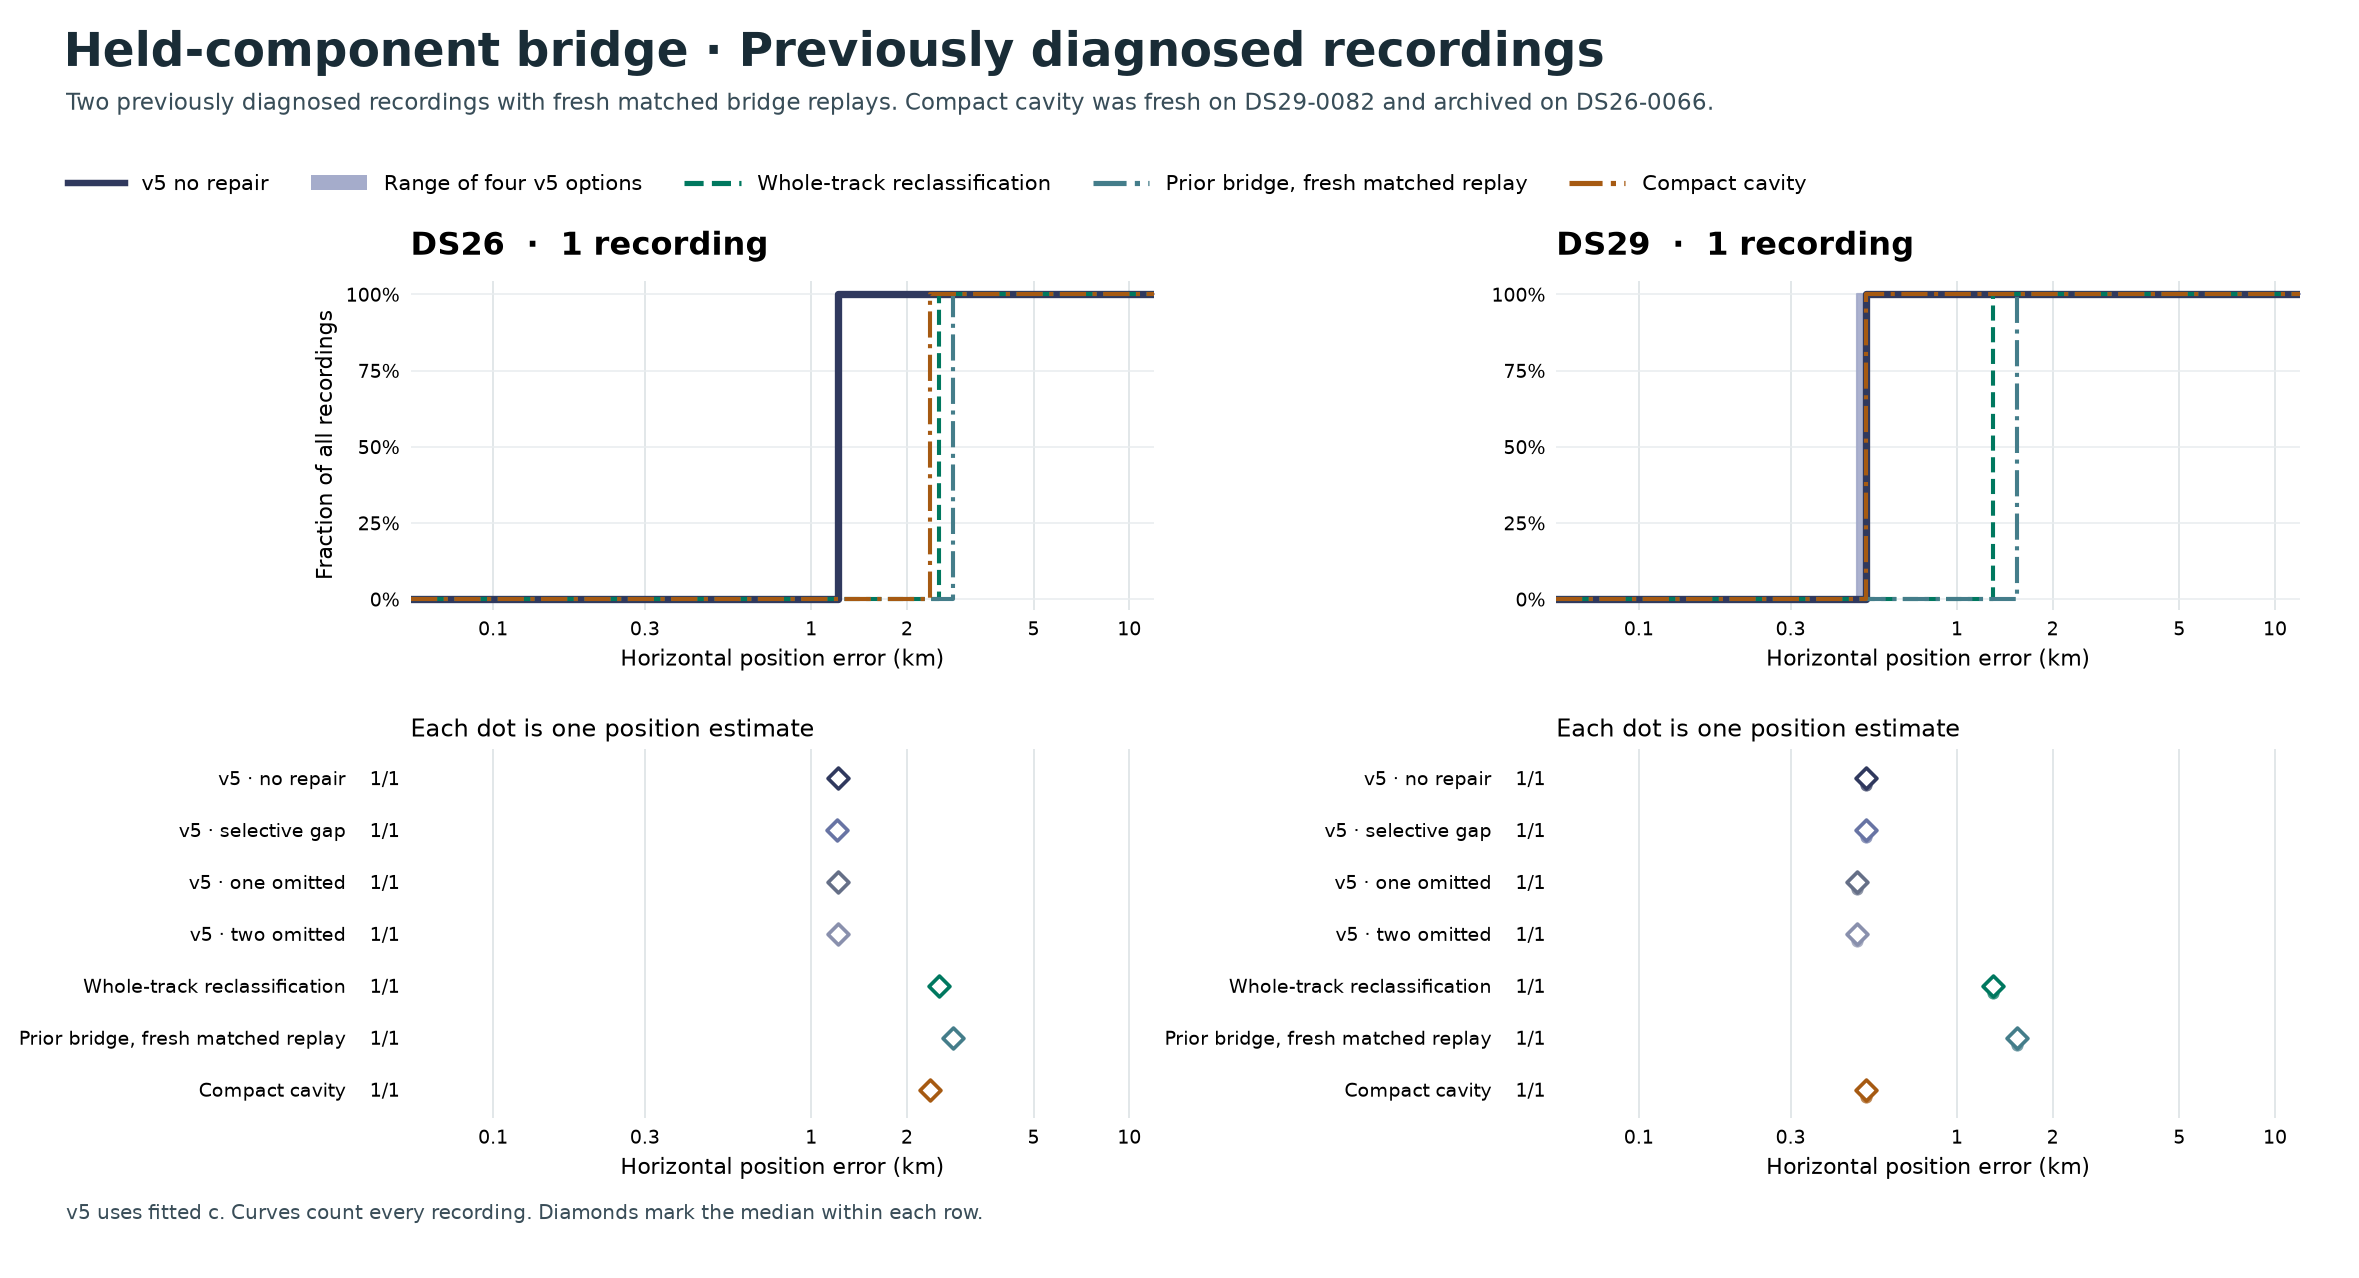 Held-component bridge · Previously diagnosed recordings
Two previously diagnosed recordings with fresh matched bridge replays. Compact cavity was fresh on DS29-0082 and archived on DS26-0066.
v5 no repair
Range of four v5 options
Whole-track reclassification
Prior bridge, fresh matched replay
Compact cavity
DS26 · 1 recording
Fraction of all recordings
100%
75%
50%
25%
0%
0.1 0.3 1 2 5 10
Horizontal position error (km)
DS29 · 1 recording
100%
75%
50%
25%
0%
0.1 0.3 1 2 5 10
Horizontal position error (km)
Each dot is one position estimate
v5 · no repair 1/1
v5 · selective gap 1/1
v5 · one omitted 1/1
v5 · two omitted 1/1
Whole-track reclassification 1/1
Prior bridge, fresh matched replay 1/1
Compact cavity 1/1
0.1 0.3 1 2 5 10
Horizontal position error (km)
Each dot is one position estimate
v5 · no repair 1/1
v5 · selective gap 1/1
v5 · one omitted 1/1
v5 · two omitted 1/1
Whole-track reclassification 1/1
Prior bridge, fresh matched replay 1/1
Compact cavity 1/1
0.1 0.3 1 2 5 10
Horizontal position error (km)
v5 uses fitted c. Curves count every recording. Diamonds mark the median within each row.